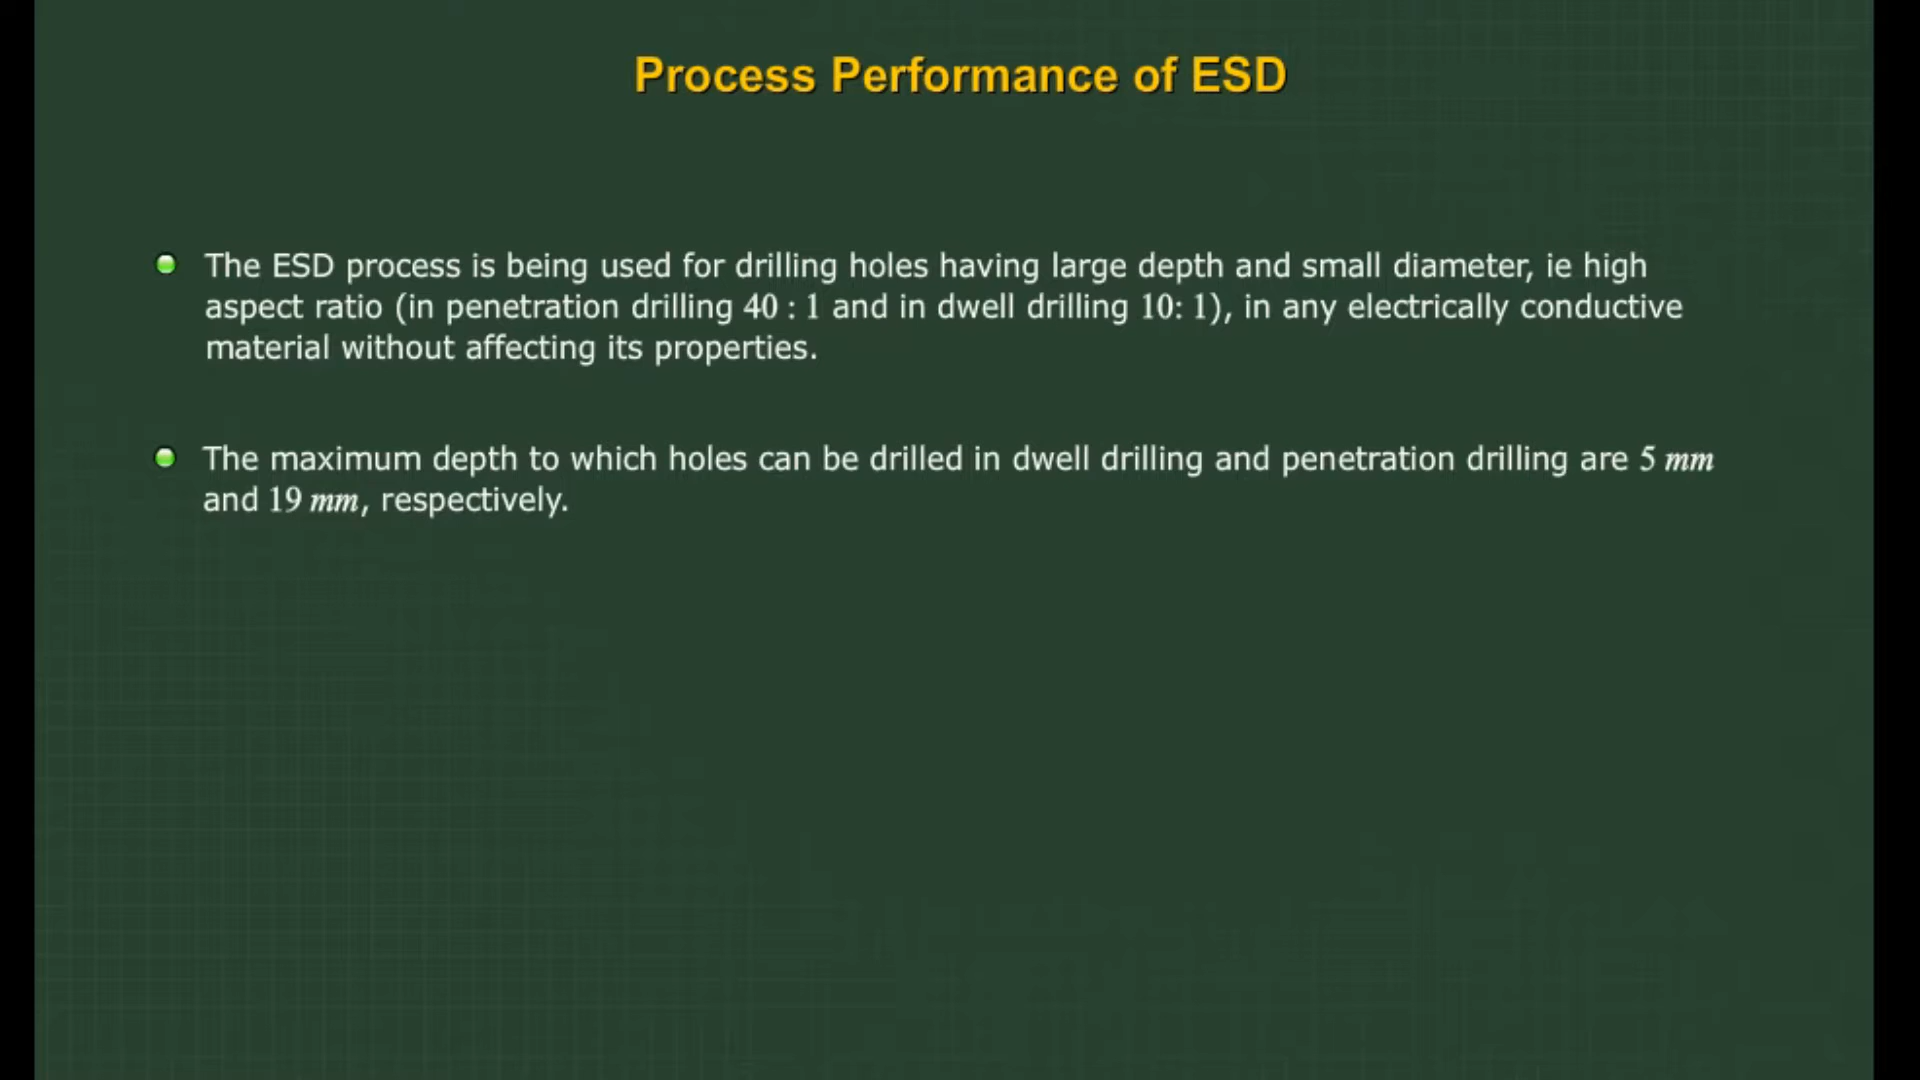 Process Performance of ESD
The ESD process is being used for drilling holes having large depth and small diameter, ie high
aspect ratio (in penetration drilling 40 : 1 and in dwell drilling 10: 1), in any electrically conductive
material without affecting its properties.
The maximum depth to which holes can be drilled in dwell drilling and penetration drilling are 5 mm
and 19 mm, respectively.